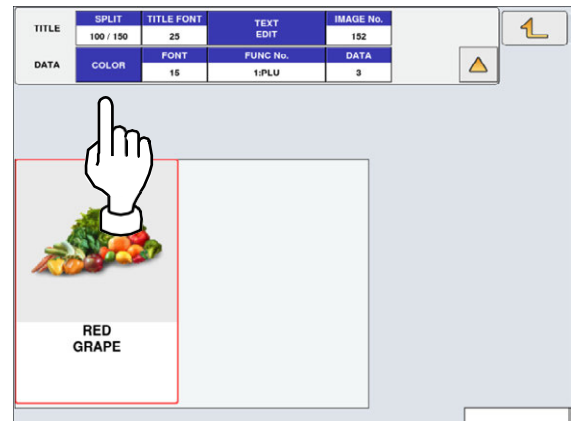 TITLE
SPLIT
100 / 150
TITLE FONT
25
TEXT
EDIT
IMAGE No.
152
DATA
COLOR
FONT
15
FUNC No.
1:PLU
DATA
3
RED
GRAPE